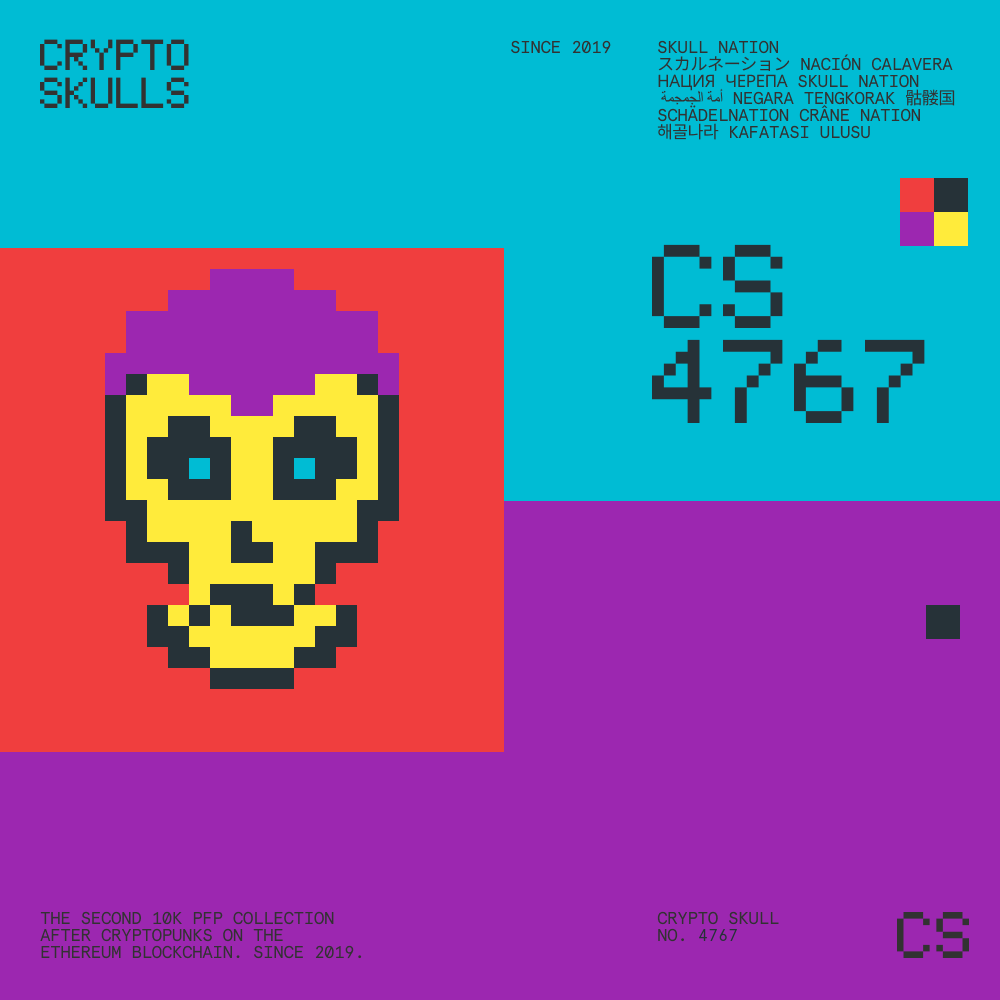 CRYPTO
SKULLS
SINCE 2019
SKULL NATION
スカルネーション NACIÓN CALAVERA
НАЦИЯ ЧЕРЕПА SKULL NATION
أمة الجمجمة NEGARA TENGKORAK 骷髅国
SCHÄDELNATION CRÂNE NATION
해골나라 KAFATASI ULUSU
CS
4767
THE SECOND 10K PFP COLLECTION
AFTER CRYPTOPUNKS ON THE
ETHEREUM BLOCKCHAIN. SINCE 2019.
CRYPTO SKULL
NO. 4767
CS